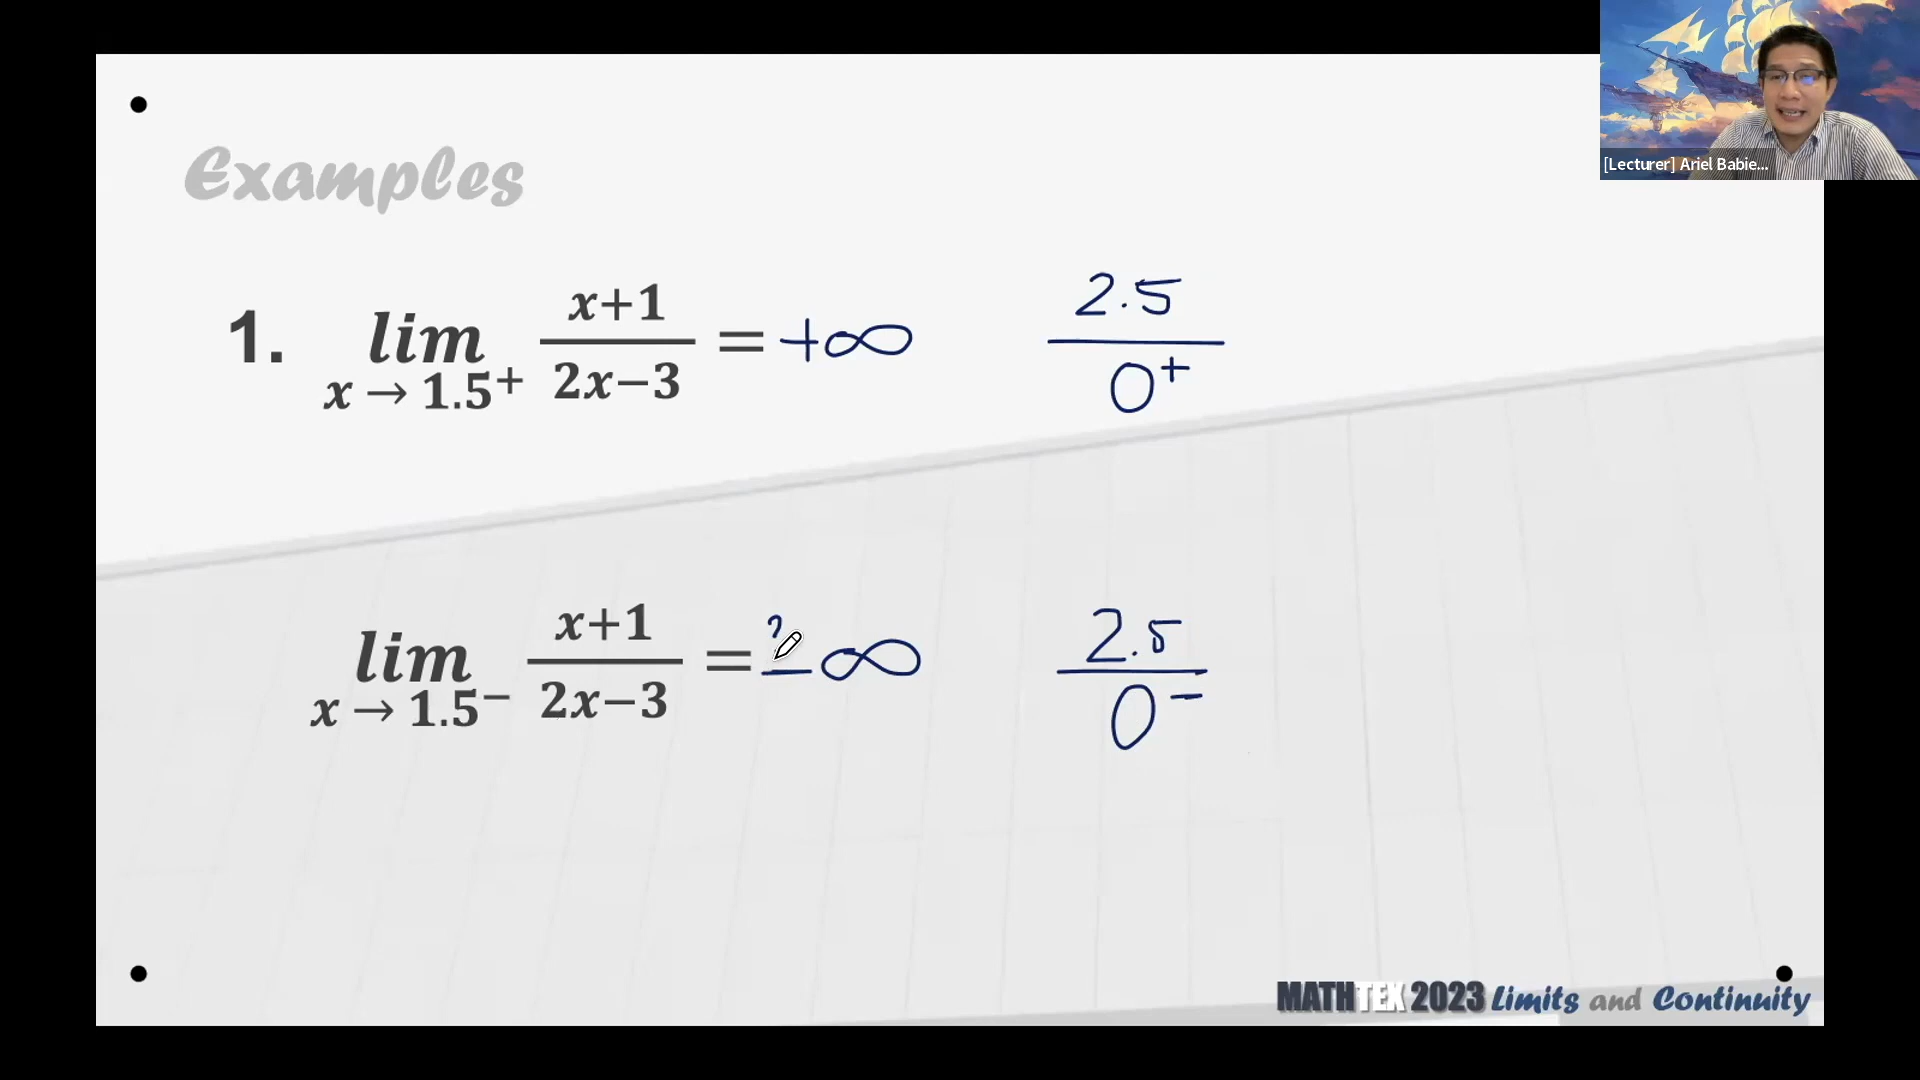 [Lecturer] Ariel Babie...
Examples
1. lim x→1.5⁺ x+1 / 2x−3 = +∞
2.5 / 0⁺
lim x→1.5⁻ x+1 / 2x−3 = ? −∞
2.5 / 0⁻
MATHTEX 2023 Limits and Continuity